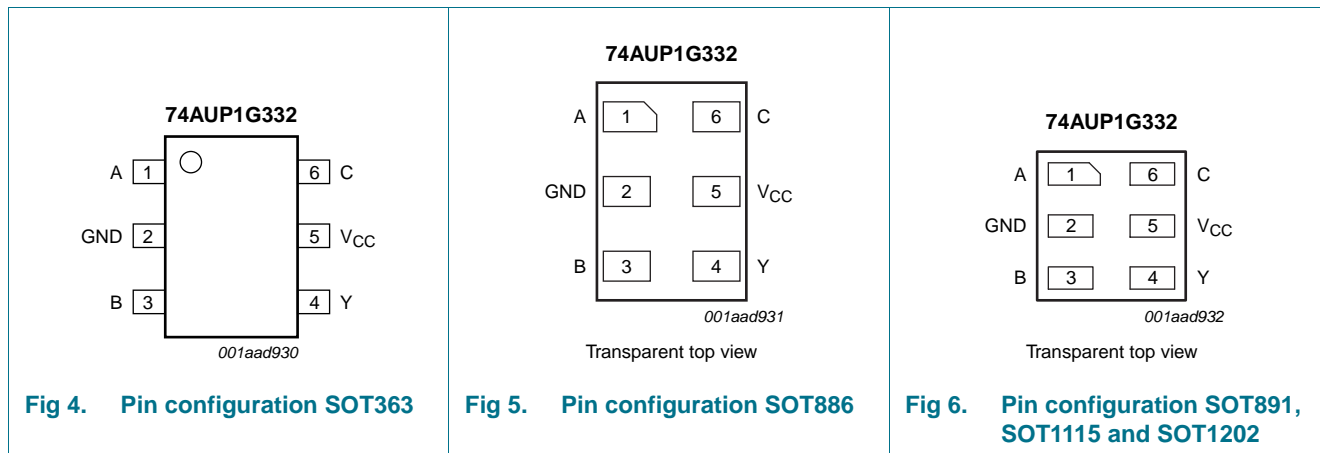 74AUP1G332
A 1 6 C
GND 2 5 VCC
B 3 4 Y
001aad930
Fig 4. Pin configuration SOT363
74AUP1G332
A 1 6 C
GND 2 5 VCC
B 3 4 Y
001aad931
Transparent top view
Fig 5. Pin configuration SOT886
74AUP1G332
A 1 6 C
GND 2 5 VCC
B 3 4 Y
001aad932
Transparent top view
Fig 6. Pin configuration SOT891,
SOT1115 and SOT1202